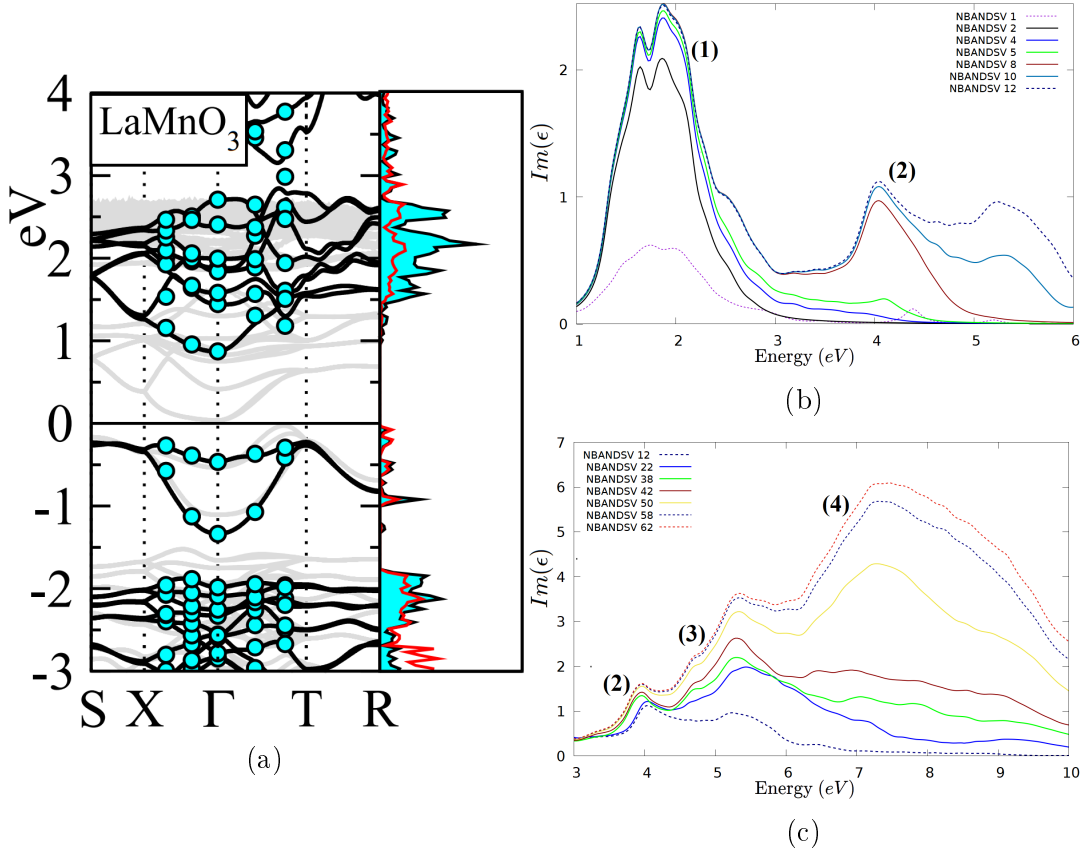 4
3
2
1
0
-1
-2
-3
eV
LaMnO3
S X Γ T R
(a)
2
1
0
Im(ϵ)
(1)
(2)
NBANDSV 1
NBANDSV 2
NBANDSV 4
NBANDSV 5
NBANDSV 8
NBANDSV 10
NBANDSV 12
1 2 3 4 5 6
Energy (eV)
(b)
7
6
5
4
3
2
1
0
Im(ϵ)
NBANDSV 12
NBANDSV 22
NBANDSV 38
NBANDSV 42
NBANDSV 50
NBANDSV 58
NBANDSV 62
(2)
(3)
(4)
3 4 5 6 7 8 9 10
Energy (eV)
(c)